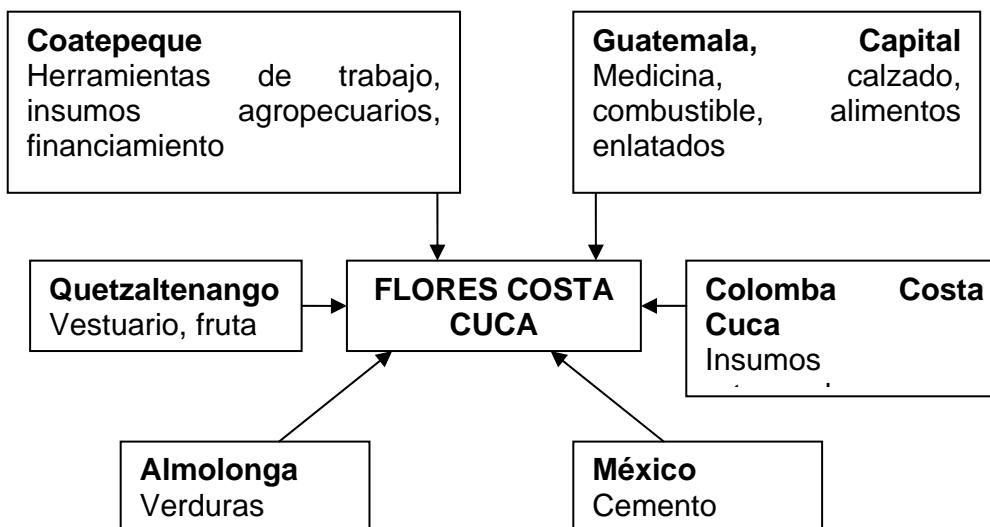 Coatepeque
Herramientas de trabajo,
insumos agropecuarios,
financiamiento
Guatemala, Capital
Medicina, calzado,
combustible, alimentos
enlatados
Quetzaltenango
Vestuario, fruta
FLORES COSTA
CUCA
Colomba Costa
Cuca
Insumos
Almolonga
Verduras
México
Cemento